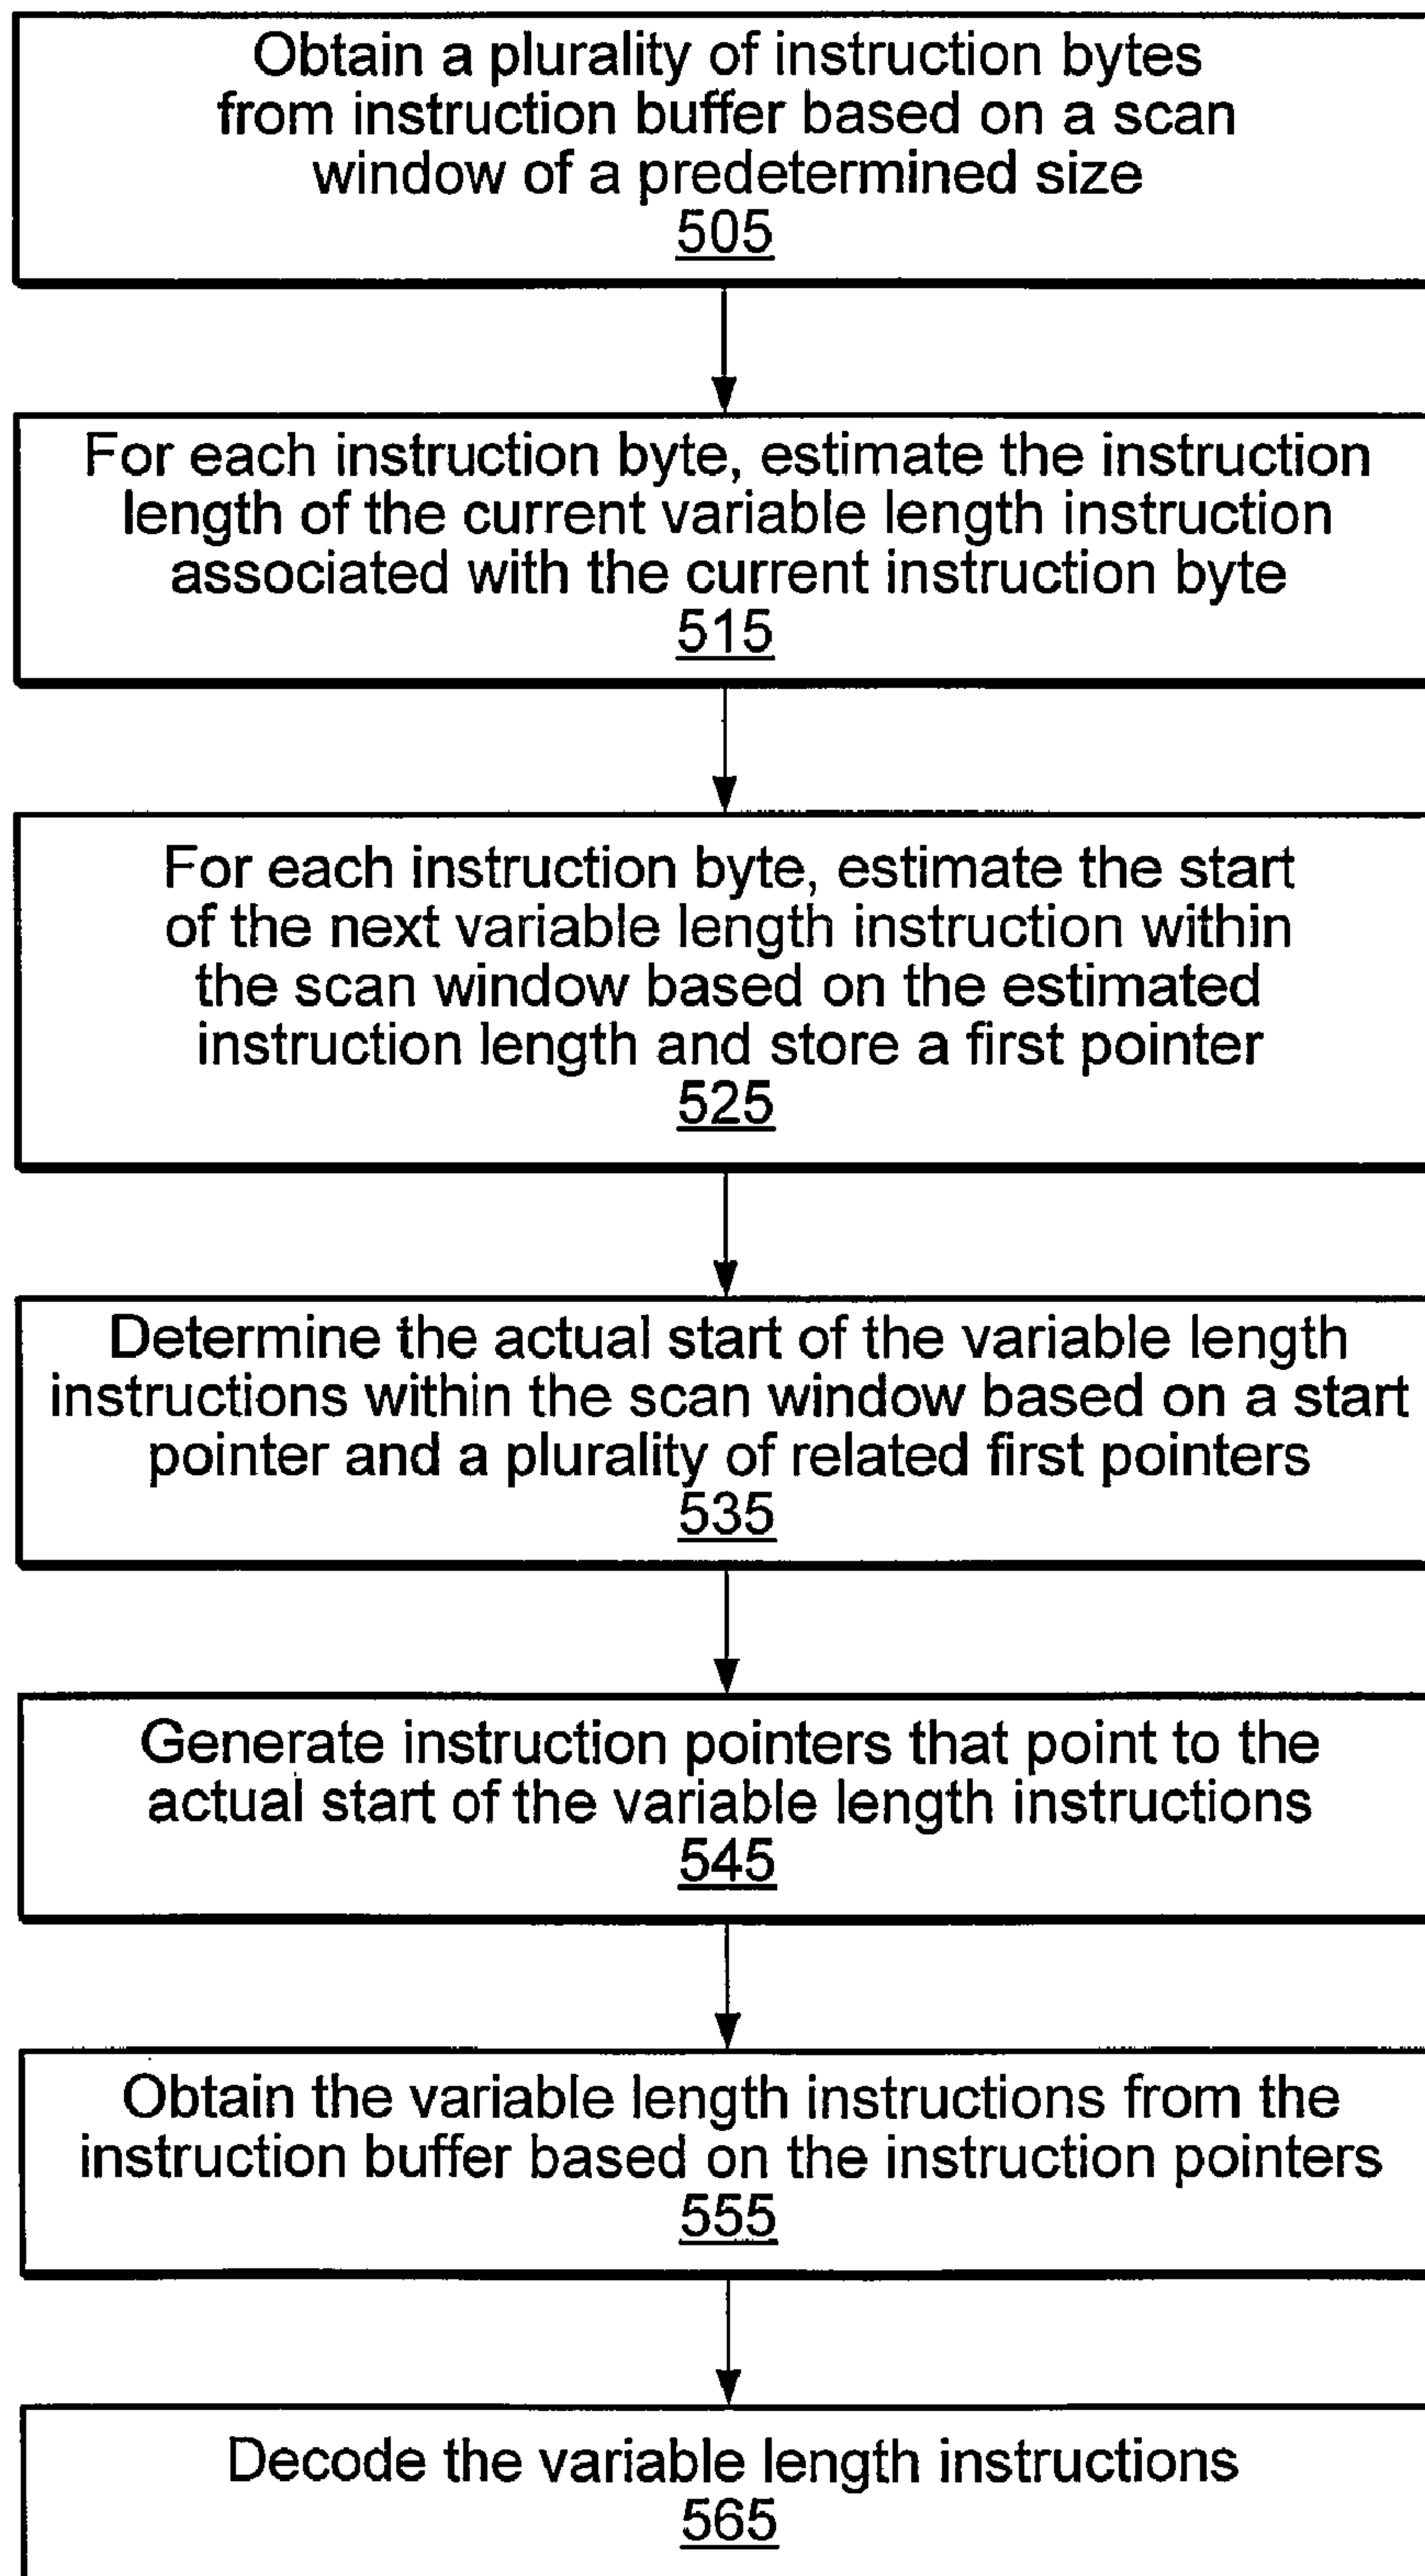 Obtain a plurality of instruction bytes
from instruction buffer based on a scan
window of a predetermined size
505
For each instruction byte, estimate the instruction
length of the current variable length instruction
associated with the current instruction byte
515
For each instruction byte, estimate the start
of the next variable length instruction within
the scan window based on the estimated
instruction length and store a first pointer
525
Determine the actual start of the variable length
instructions within the scan window based on a start
pointer and a plurality of related first pointers
535
Generate instruction pointers that point to the
actual start of the variable length instructions
545
Obtain the variable length instructions from the
instruction buffer based on the instruction pointers
555
Decode the variable length instructions
565